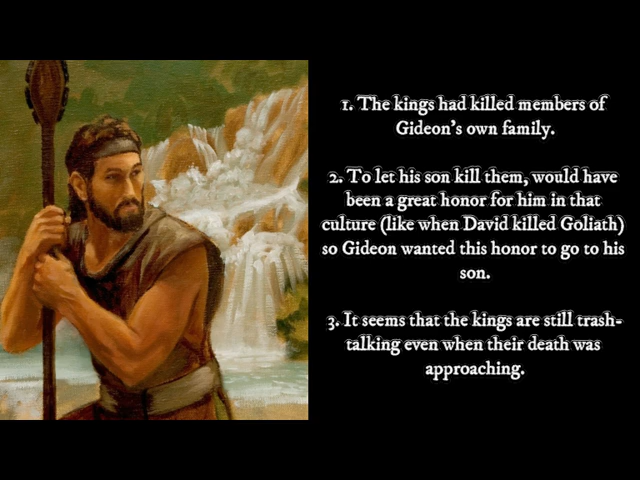 1. The kings had killed members of
Gideon's own family.
2. To let his son kill them, would have
been a great honor for him in that
culture (like when David killed Goliath)
so Gideon wanted this honor to go to his
son.
3. It seems that the kings are still trash-
talking even when their death was
approaching.